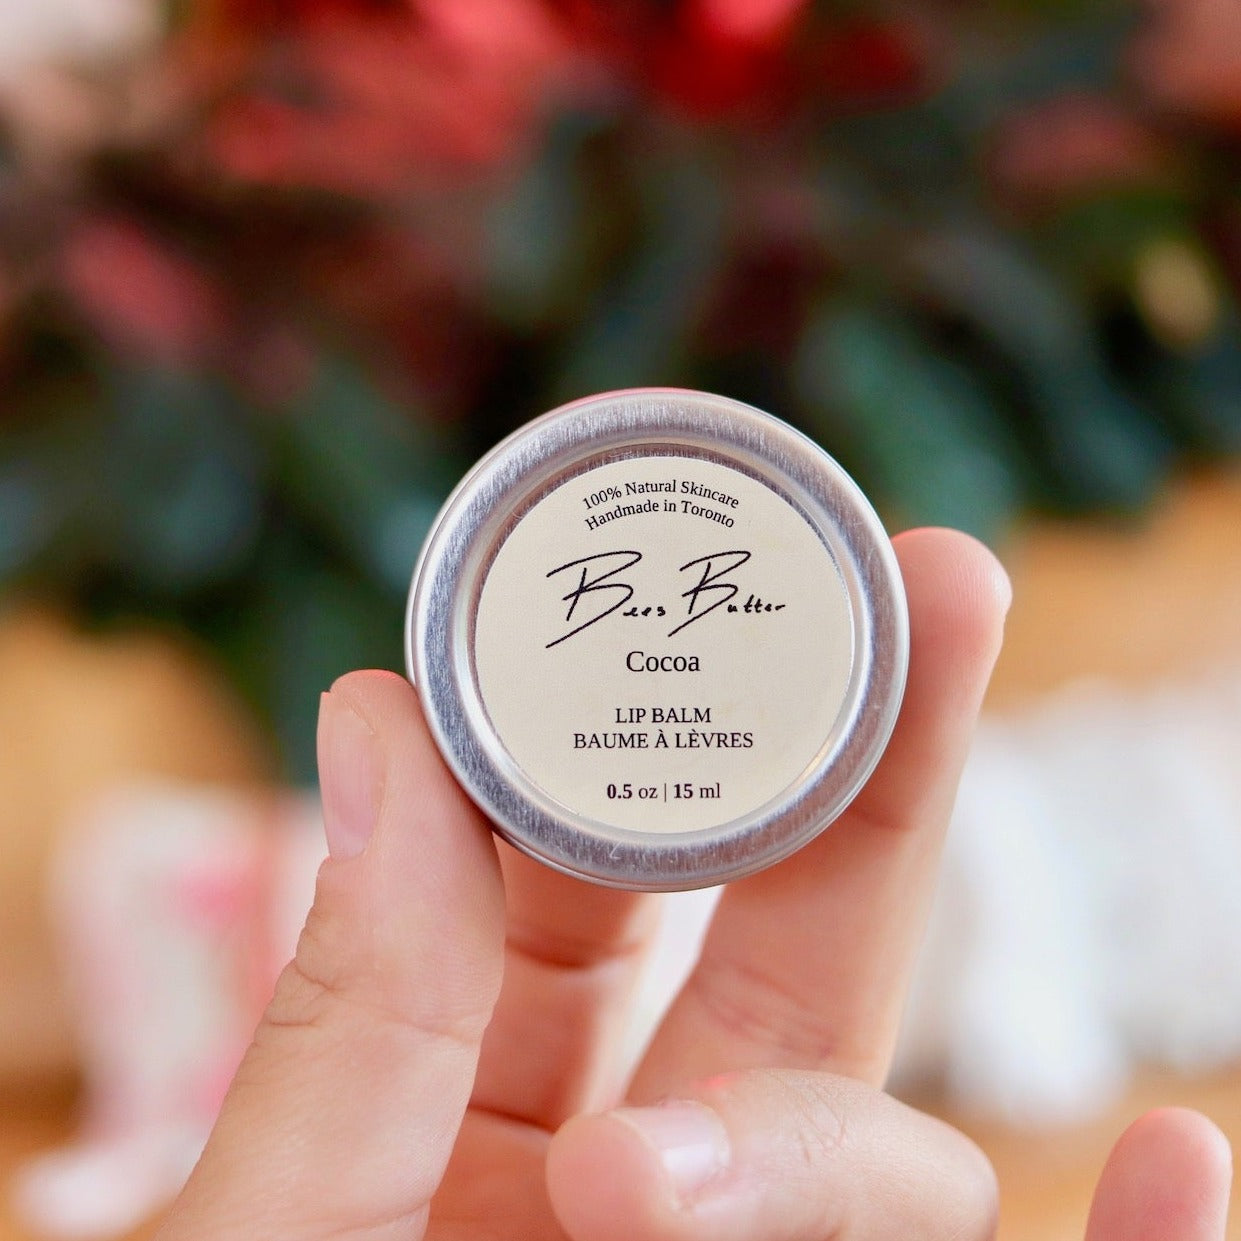 100% Natural Skincare
Handmade in Toronto
Bees Butter
Cocoa
LIP BALM
BAUME À LÈVRES
0.5 oz | 15 ml